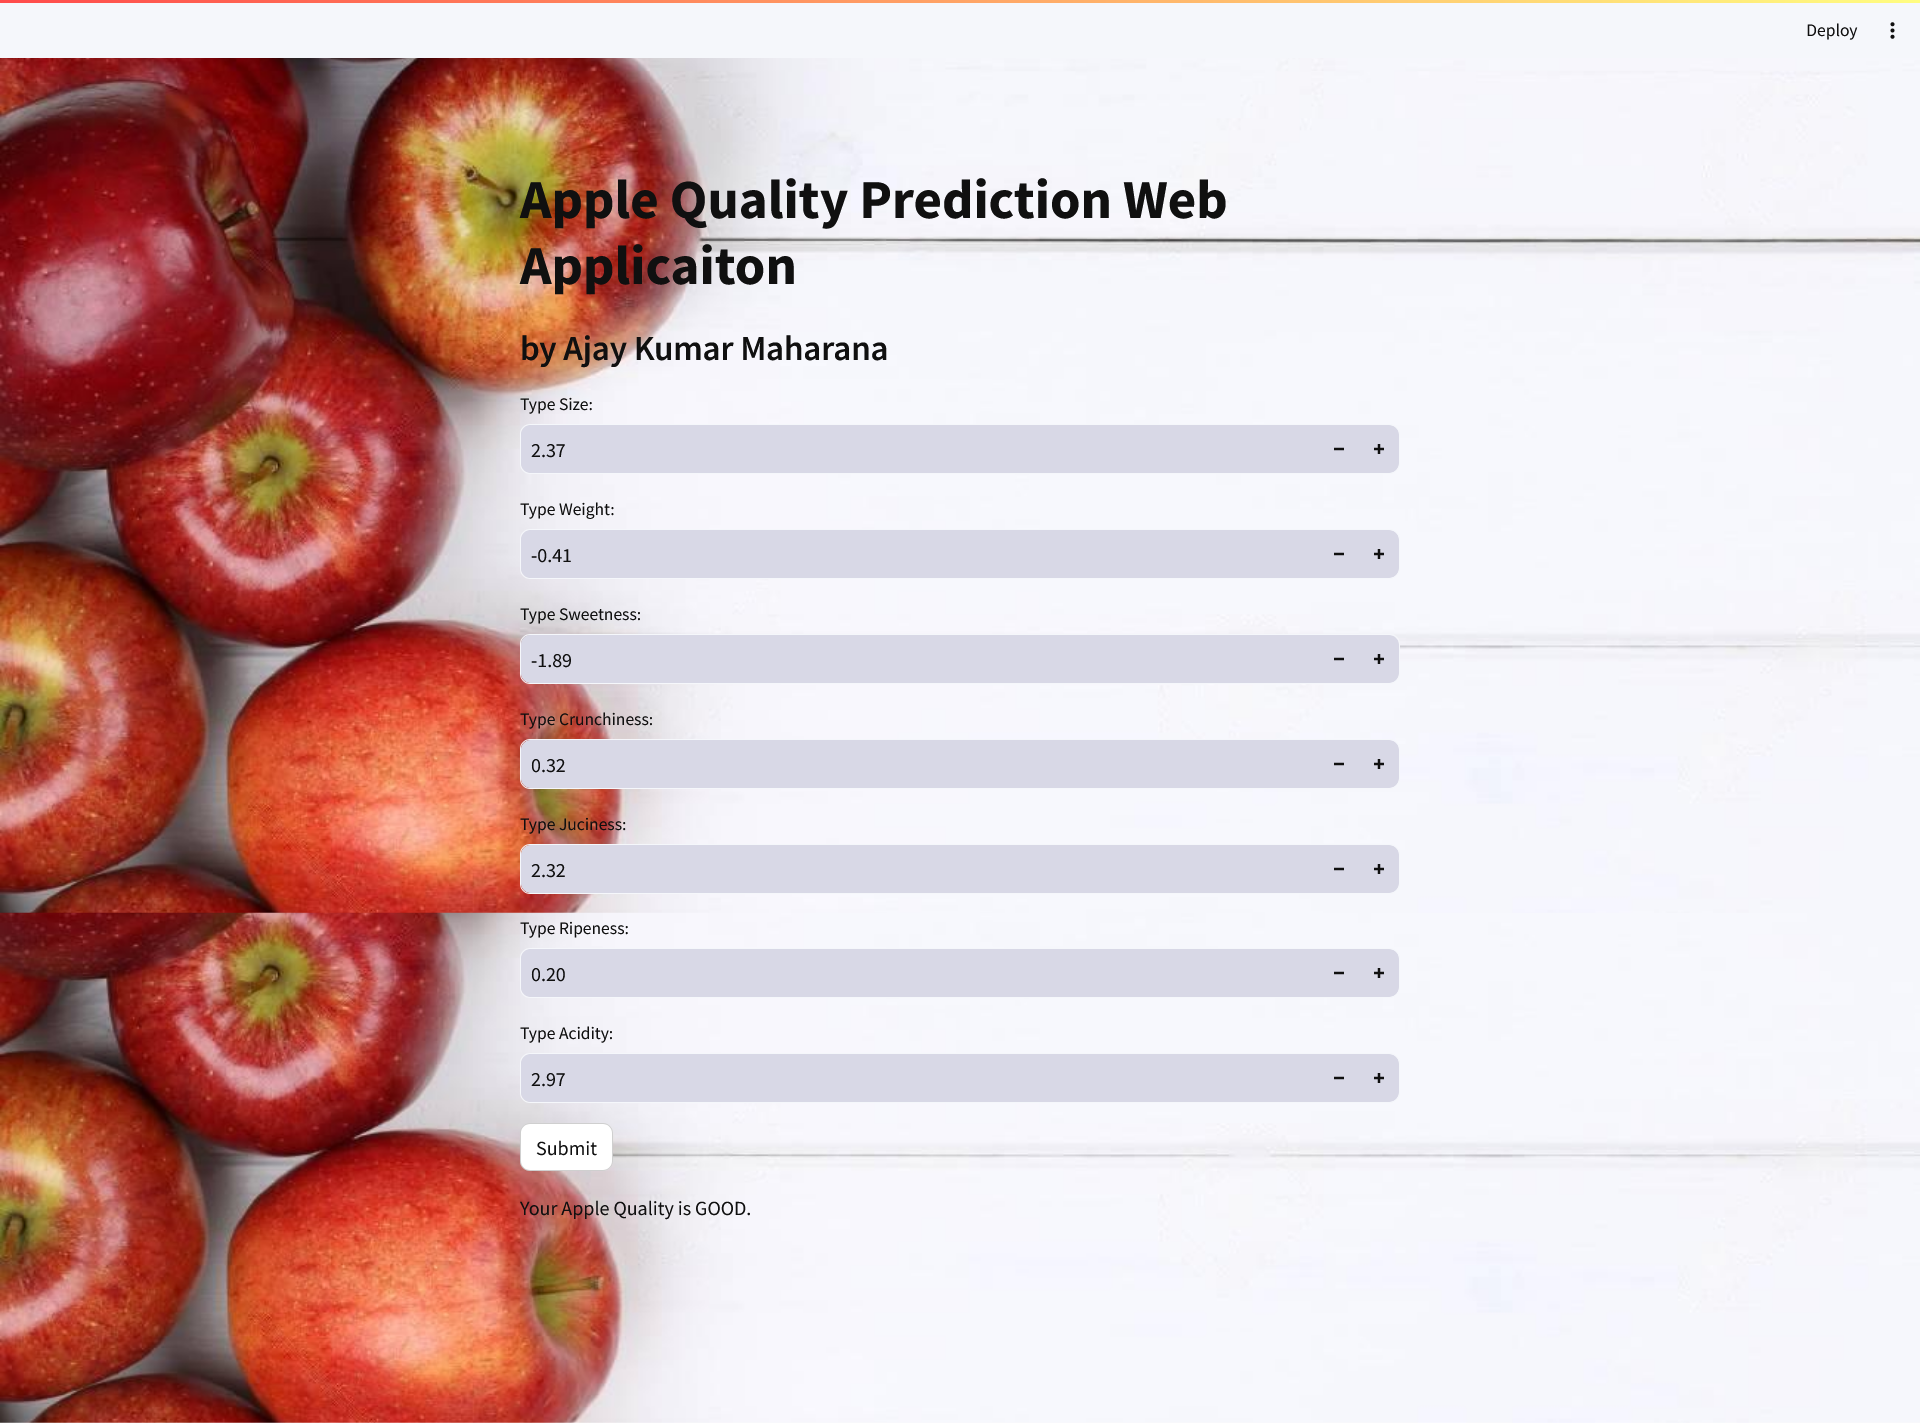 Deploy
Apple Quality Prediction Web
Applicaiton
by Ajay Kumar Maharana
Type Size:
2.37
Type Weight:
-0.41
Type Sweetness:
-1.89
Type Crunchiness:
0.32
Type Juciness:
2.32
Type Ripeness:
0.20
Type Acidity:
2.97
Submit
Your Apple Quality is GOOD.